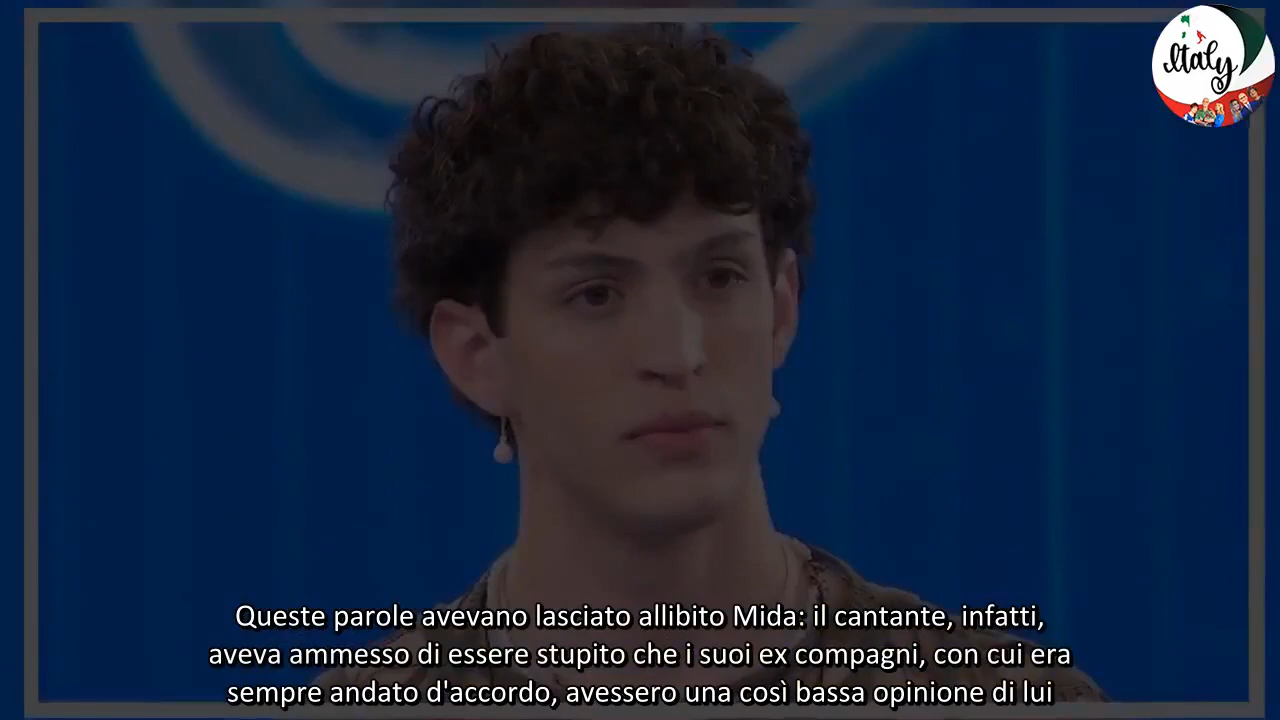 Italy
Queste parole avevano lasciato allibito Mida: il cantante, infatti,
aveva ammesso di essere stupito che i suoi ex compagni, con cui era
sempre andato d'accordo, avessero una così bassa opinione di lui